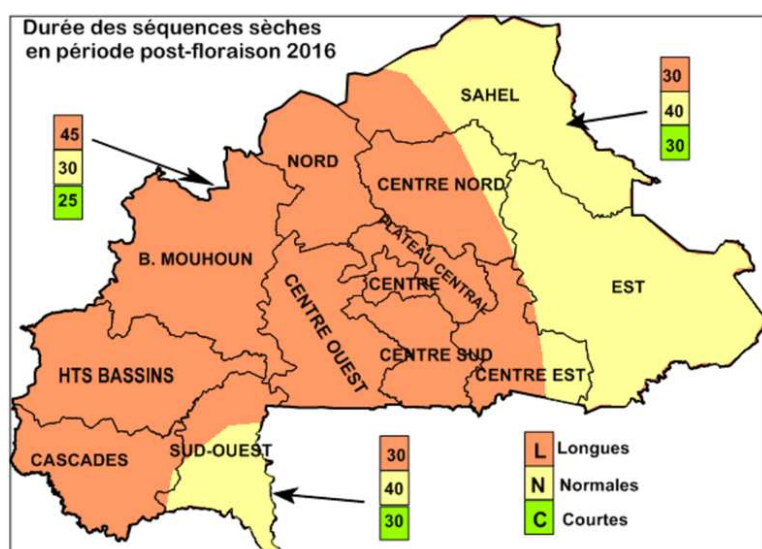 Durée des séquences sèches
en période post-floraison 2016
SAHEL
30
40
30
45
30
25
NORD
CENTRE NORD
B. MOUHOUN
PLATEAU CENTRAL
CENTRE
EST
CENTRE OUEST
CENTRE SUD
CENTRE EST
HTS BASSINS
CASCADES
SUD-OUEST
30
40
30
L Longues
N Normales
C Courtes